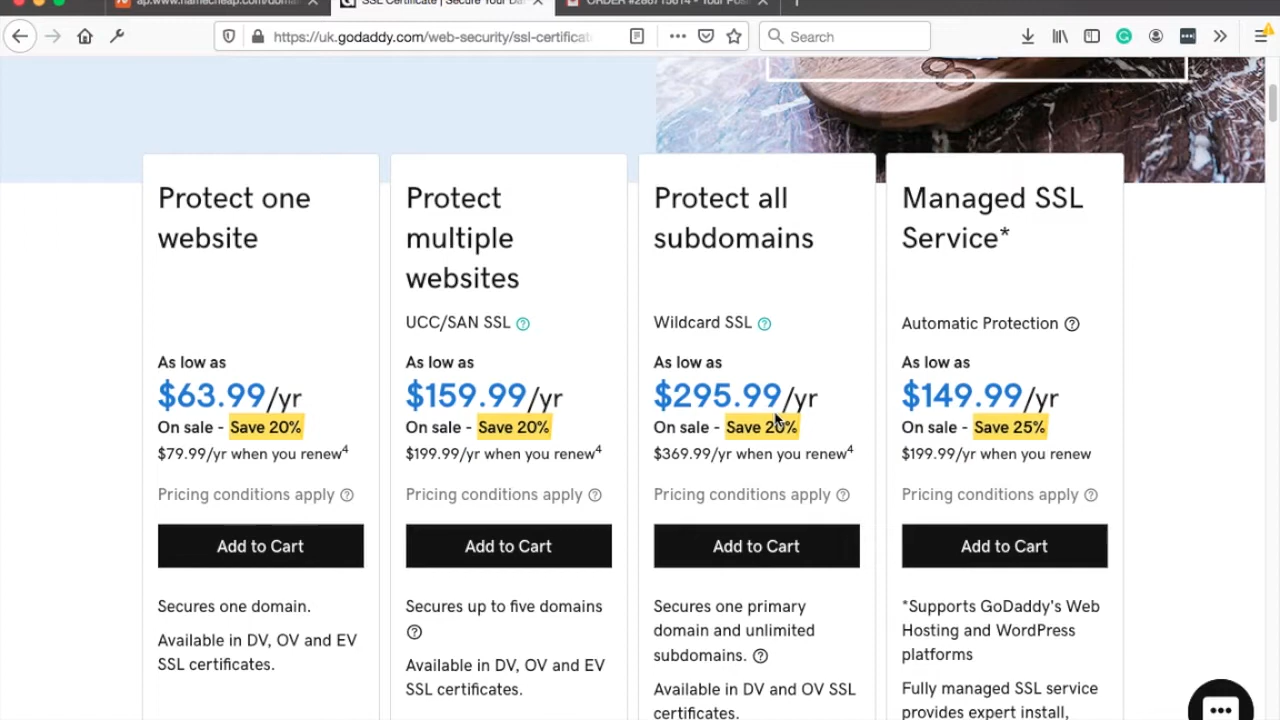 ap.www.namecheap.com/domai
SSL Certificate | Secure Your Da
ORDER #286715614 - Your Posi
https://uk.godaddy.com/web-security/ssl-certificat
Search
Protect one
website
As low as
$63.99/yr
On sale - Save 20%
$79.99/yr when you renew4
Pricing conditions apply
Add to Cart
Secures one domain.
Available in DV, OV and EV
SSL certificates.
Protect
multiple
websites
UCC/SAN SSL
As low as
$159.99/yr
On sale - Save 20%
$199.99/yr when you renew4
Pricing conditions apply
Add to Cart
Secures up to five domains
Available in DV, OV and EV
SSL certificates.
Protect all
subdomains
Wildcard SSL
As low as
$295.99/yr
On sale - Save 20%
$369.99/yr when you renew4
Pricing conditions apply
Add to Cart
Secures one primary
domain and unlimited
subdomains.
Available in DV and OV SSL
certificates.
Managed SSL
Service*
Automatic Protection
As low as
$149.99/yr
On sale - Save 25%
$199.99/yr when you renew
Pricing conditions apply
Add to Cart
*Supports GoDaddy's Web
Hosting and WordPress
platforms
Fully managed SSL service
provides expert install,